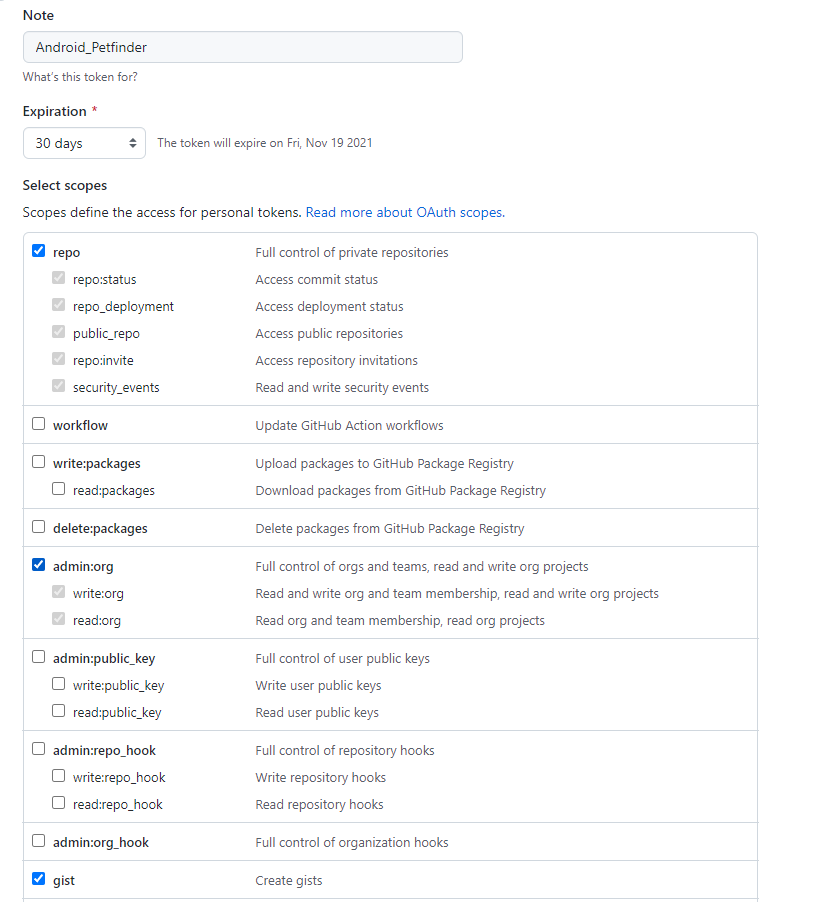 Note
Android_Petfinder
What's this token for?
Expiration *
30 days The token will expire on Fri, Nov 19 2021
Select scopes
Scopes define the access for personal tokens. Read more about OAuth scopes.
repo Full control of private repositories
repo:status Access commit status
repo_deployment Access deployment status
public_repo Access public repositories
repo:invite Access repository invitations
security_events Read and write security events
workflow Update GitHub Action workflows
write:packages Upload packages to GitHub Package Registry
read:packages Download packages from GitHub Package Registry
delete:packages Delete packages from GitHub Package Registry
admin:org Full control of orgs and teams, read and write org projects
write:org Read and write org and team membership, read and write org projects
read:org Read org and team membership, read org projects
admin:public_key Full control of user public keys
write:public_key Write user public keys
read:public_key Read user public keys
admin:repo_hook Full control of repository hooks
write:repo_hook Write repository hooks
read:repo_hook Read repository hooks
admin:org_hook Full control of organization hooks
gist Create gists